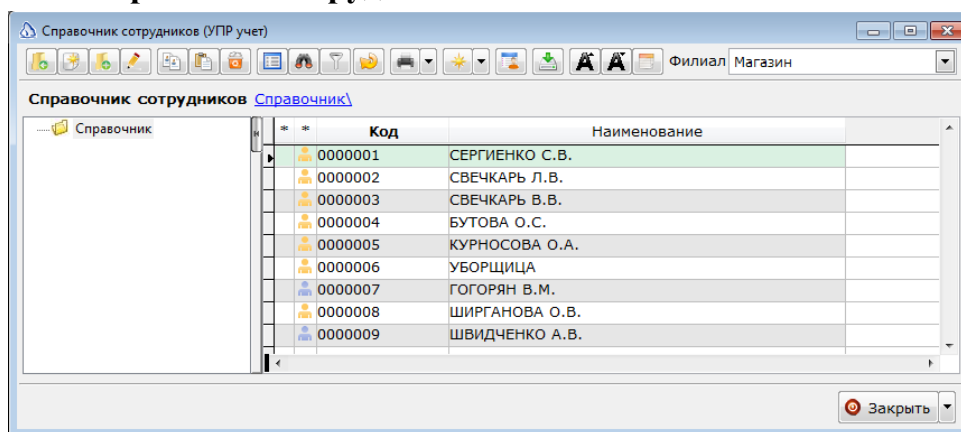 Справочник сотрудников (УПР учет)
Филиал Магазин
Справочник сотрудников Справочник\
Справочник
* * Код Наименование
0000001 СЕРГИЕНКО С.В.
0000002 СВЕЧКАРЬ Л.В.
0000003 СВЕЧКАРЬ В.В.
0000004 БУТОВА О.С.
0000005 КУРНОСОВА О.А.
0000006 УБОРЩИЦА
0000007 ГОГОРЯН В.М.
0000008 ШИРГАНОВА О.В.
0000009 ШВИДЧЕНКО А.В.
Закрыть